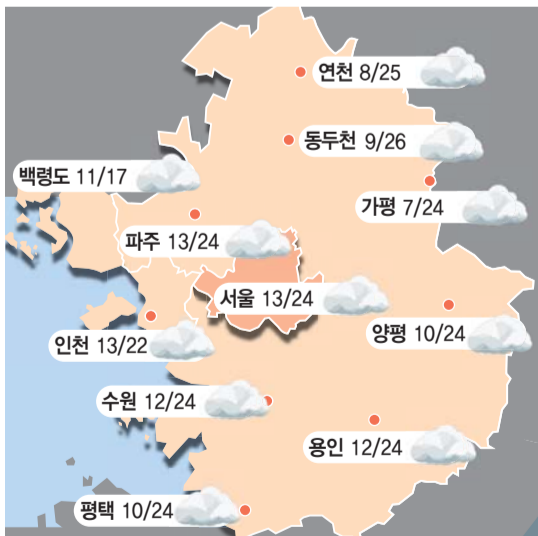 연천 8/25
동두천 9/26
백령도 11/17
가평 7/24
파주 13/24
서울 13/24
양평 10/24
인천 13/22
수원 12/24
용인 12/24
평택 10/24